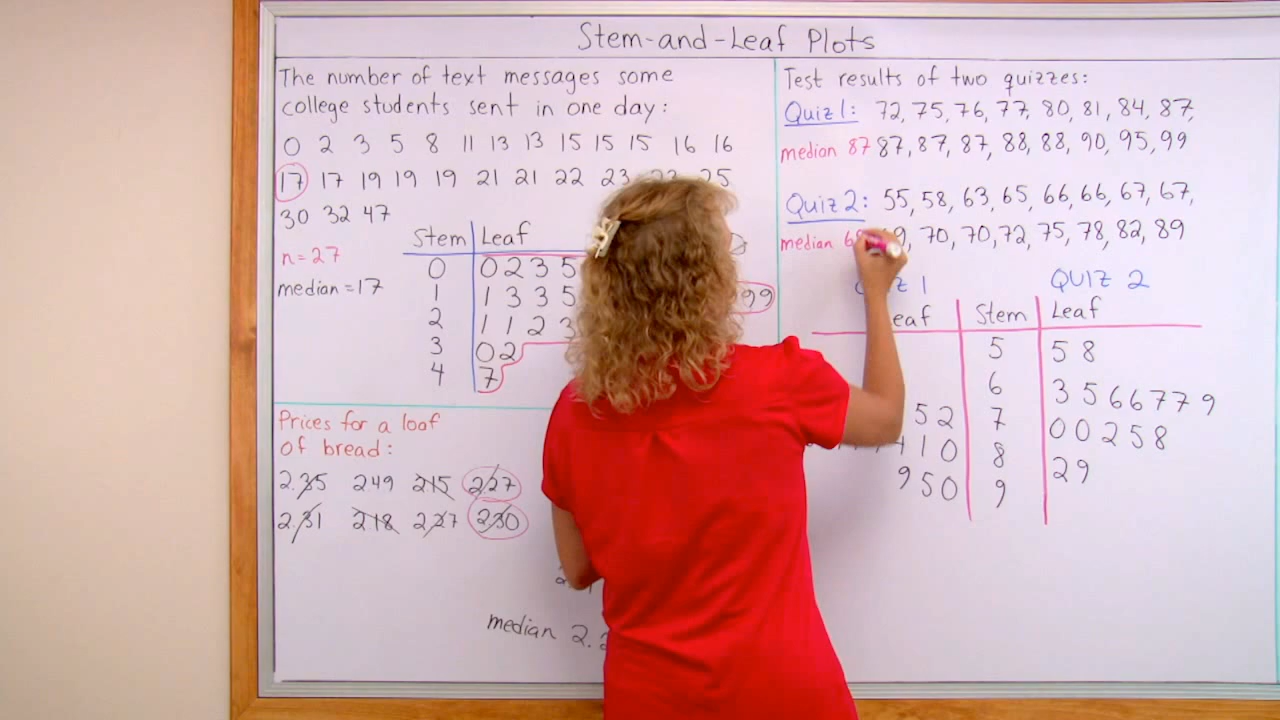 Stem-and-Leaf Plots
The number of text messages some
college students sent in one day:
0 2 3 5 8 11 13 13 15 15 15 16 16
17 17 19 19 19 21 21 22 23 25
30 32 47
n=27
median=17
Stem Leaf
0 0 2 3 5
1 1 3 3 5 99
2 1 1 2 3
3 0 2
4 7
Prices for a loaf
of bread:
2.35 2.49 2.15 2.27
2.31 2.18 2.27 2.30
median 2.
Test results of two quizzes:
Quiz 1: 72, 75, 76, 77, 80, 81, 84, 87,
median 87 87, 87, 87, 88, 88, 90, 95, 99
Quiz 2: 55, 58, 63, 65, 66, 66, 67, 67,
median 70, 70, 72, 75, 78, 82, 89
1 QUIZ 2
Stem Leaf
5 5 8
6 3 5 6 6 7 7 9
5 2 7 0 0 2 5 8
1 0 8 2 9
9 5 0 9